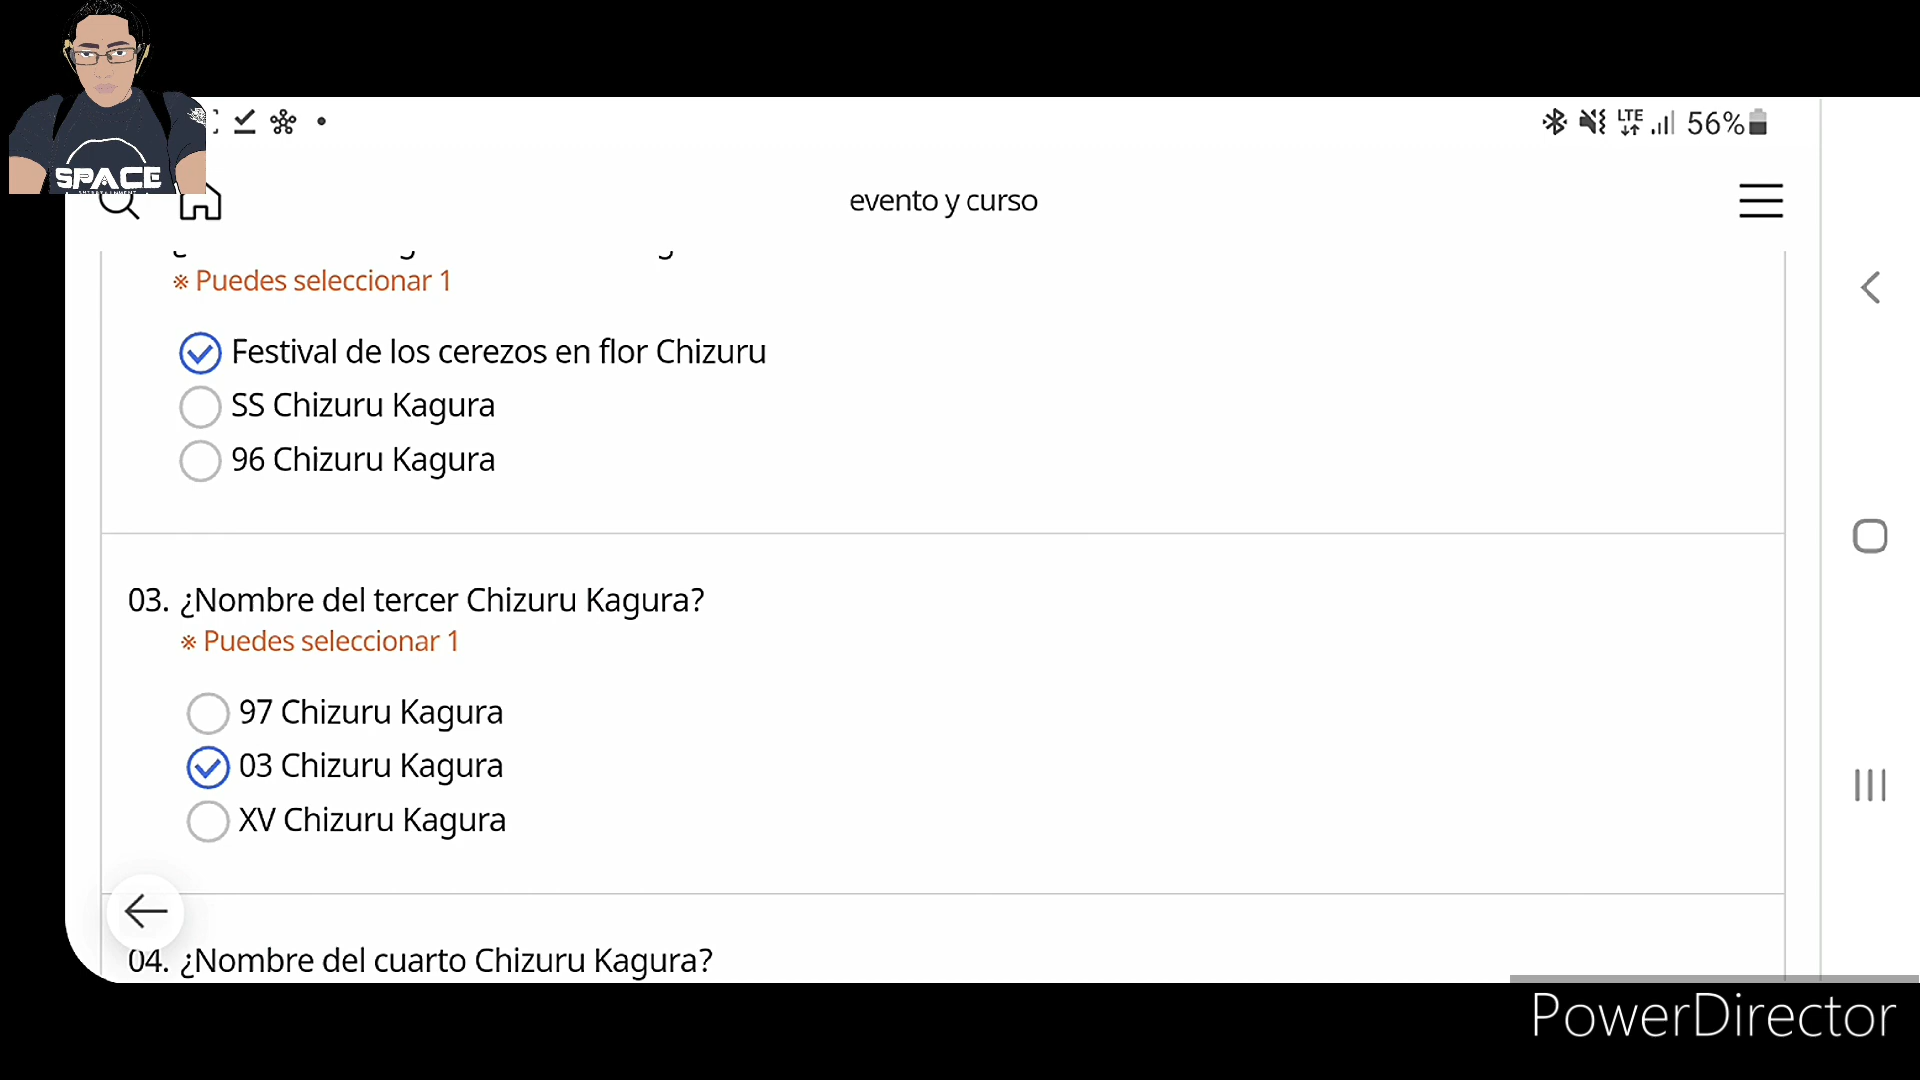 SPACE
LTE
56%
evento y curso
※ Puedes seleccionar 1
Festival de los cerezos en flor Chizuru
SS Chizuru Kagura
96 Chizuru Kagura
03. ¿Nombre del tercer Chizuru Kagura?
※ Puedes seleccionar 1
97 Chizuru Kagura
03 Chizuru Kagura
XV Chizuru Kagura
04. ¿Nombre del cuarto Chizuru Kagura?
PowerDirector